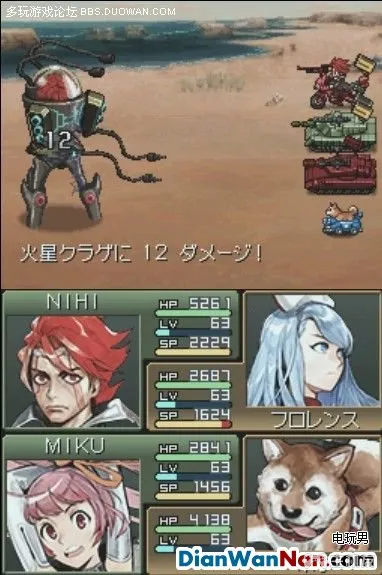 多玩游戏论坛 BBS.DUOWAN.COM
12
火星クラゲに 12 ダメージ!
NIHI
HP 5261
LV 63
SP 2229
HP 2687
LV 63
SP 1624
フロレンス
MIKU
HP 2841
LV 63
SP 1456
HP 4138
LV 63
电玩男
DianWanNan.com